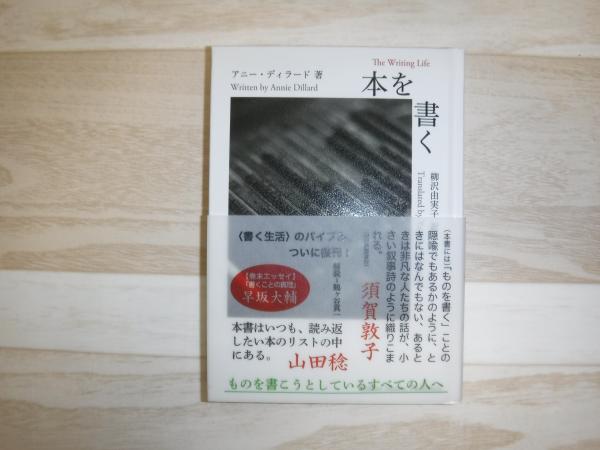 The Writing Life
本を書く
アニー・ディラード 著
Written by Annie Dillard
柳沢由実子
Translated by
（本書には）「ものを書く」ことの
隠喩でもあるかのように、と
きにはなんでもない、あると
きは非凡な人たちの話が、小
さい叙事詩のように織りこま
れる。
須賀敦子
〈書く生活〉のバイブル
ついに復刊！
【巻末エッセイ】
「書くことの真理」
早坂大輔
本書はいつも、読み返
したい本のリストの中
にある。
山田稔
ものを書こうとしているすべての人へ